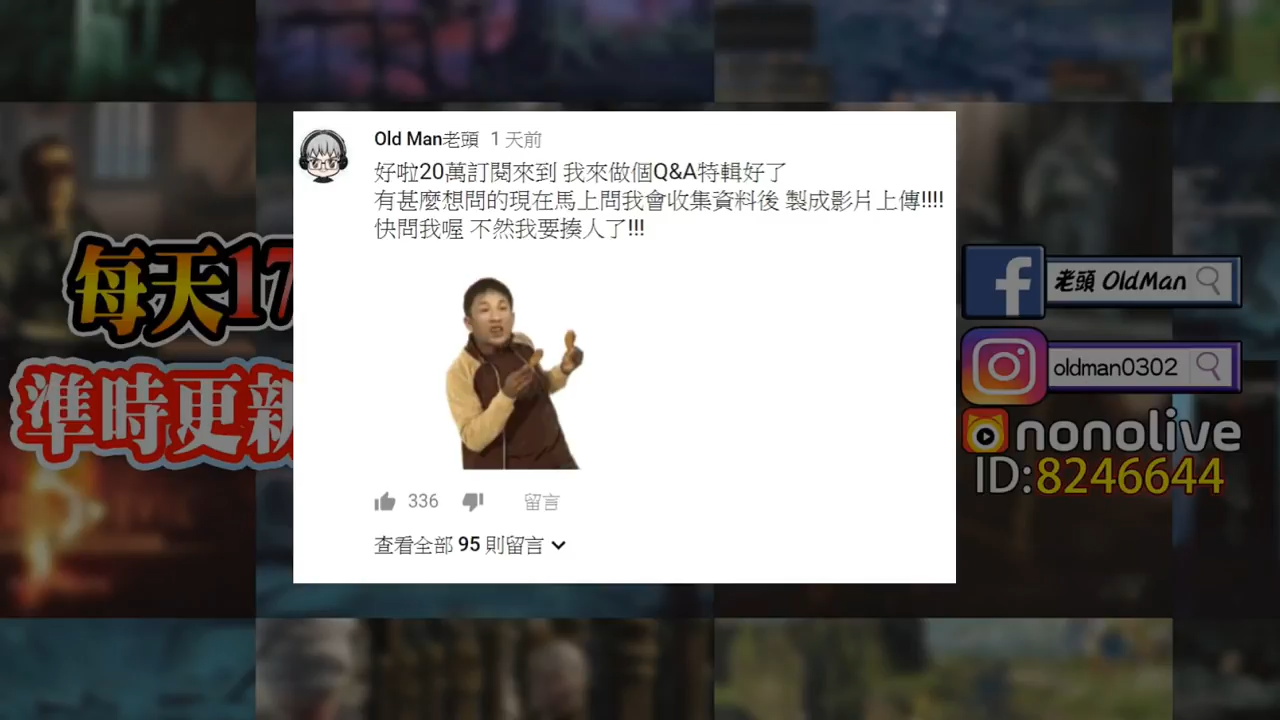 Old Man老頭 1 天前
好啦20萬訂閱來到 我來做個Q&A特輯好了
有甚麼想問的現在馬上問我會收集資料後 製成影片上傳!!!!
快問我喔 不然我要揍人了!!!
336
留言
查看全部 95 則留言
每天17
準時更新
老頭 OldMan
oldman0302
nonolive
ID:8246644